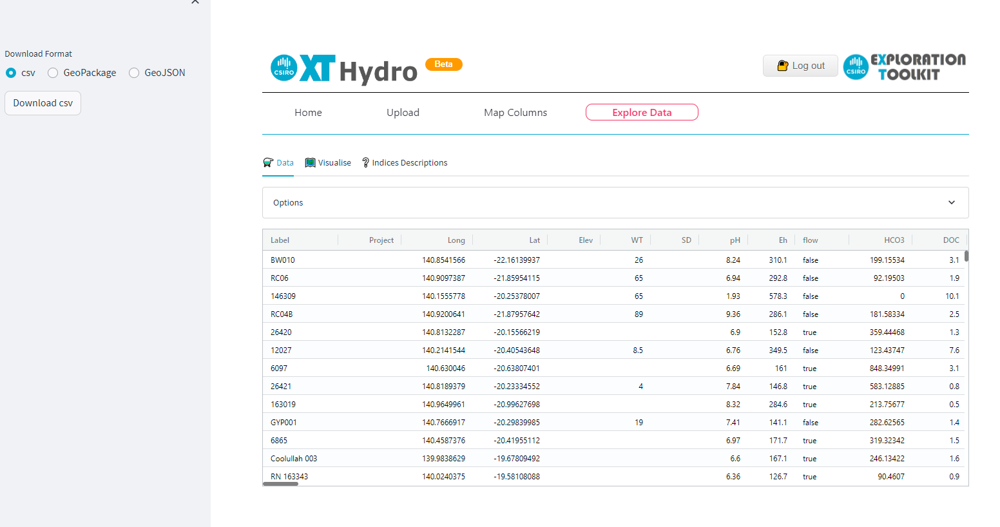 Download Format
csv GeoPackage GeoJSON
Download csv
CSIRO XT Hydro Beta
Log out
CSIRO EXPLORATION TOOLKIT
Home Upload Map Columns Explore Data
Data Visualise Indices Descriptions
Options
Label Project Long Lat Elev WT SD pH Eh flow HCO3 DOC
BW010 140.8541566 -22.16139937 26 8.24 310.1 false 199.15534 3.1
RC06 140.9097387 -21.85954115 65 6.94 292.8 false 92.19503 1.9
146309 140.1555778 -20.25378007 65 1.93 578.3 false 0 10.1
RC04B 140.9200641 -21.87957642 89 9.36 286.1 false 181.58334 2.5
26420 140.8132287 -20.15566219 6.9 152.8 true 359.44468 1.3
12027 140.2141544 -20.40543648 8.5 6.76 349.5 false 123.43747 7.6
6097 140.630046 -20.63807401 6.69 161 true 848.34991 3.1
26421 140.8189379 -20.23334552 4 7.84 146.8 true 583.12885 0.8
163019 140.9649961 -20.99627698 8.32 284.6 true 213.75677 0.5
GYP001 140.7666917 -20.29839985 19 7.41 141.1 false 282.62565 1.4
6865 140.4587376 -20.41955112 6.97 171.7 true 319.32342 1.5
Coolullah 003 139.9838629 -19.67809492 6.6 167.1 true 246.13422 1.6
RN 163343 140.0240375 -19.58108088 6.36 126.7 true 90.4607 0.9